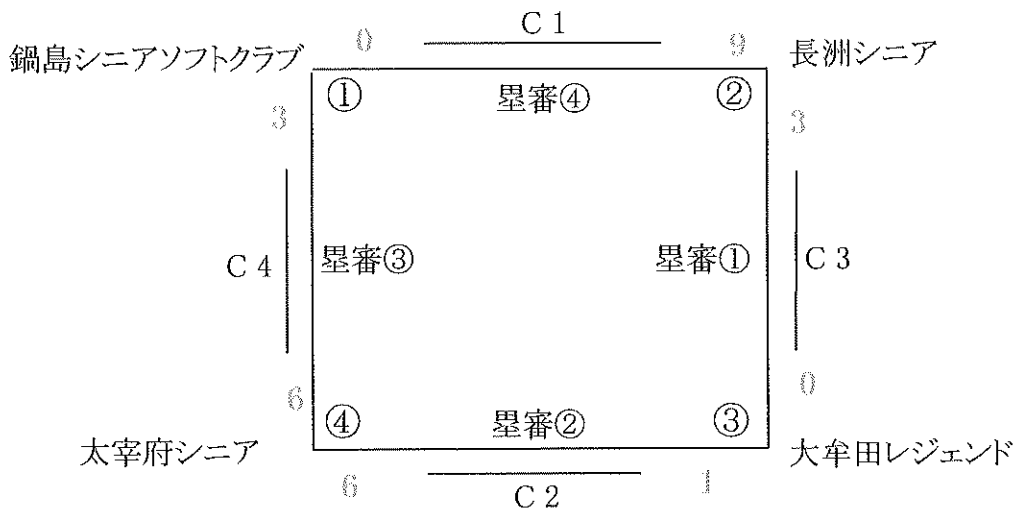 C 1
0 9
鍋島シニアソフトクラブ 長洲シニア
① 塁審④ ②
3 3
C 4 塁審③ 塁審① C 3
6 0
④ 塁審② ③
太宰府シニア 大牟田レジェンド
6 1
C 2